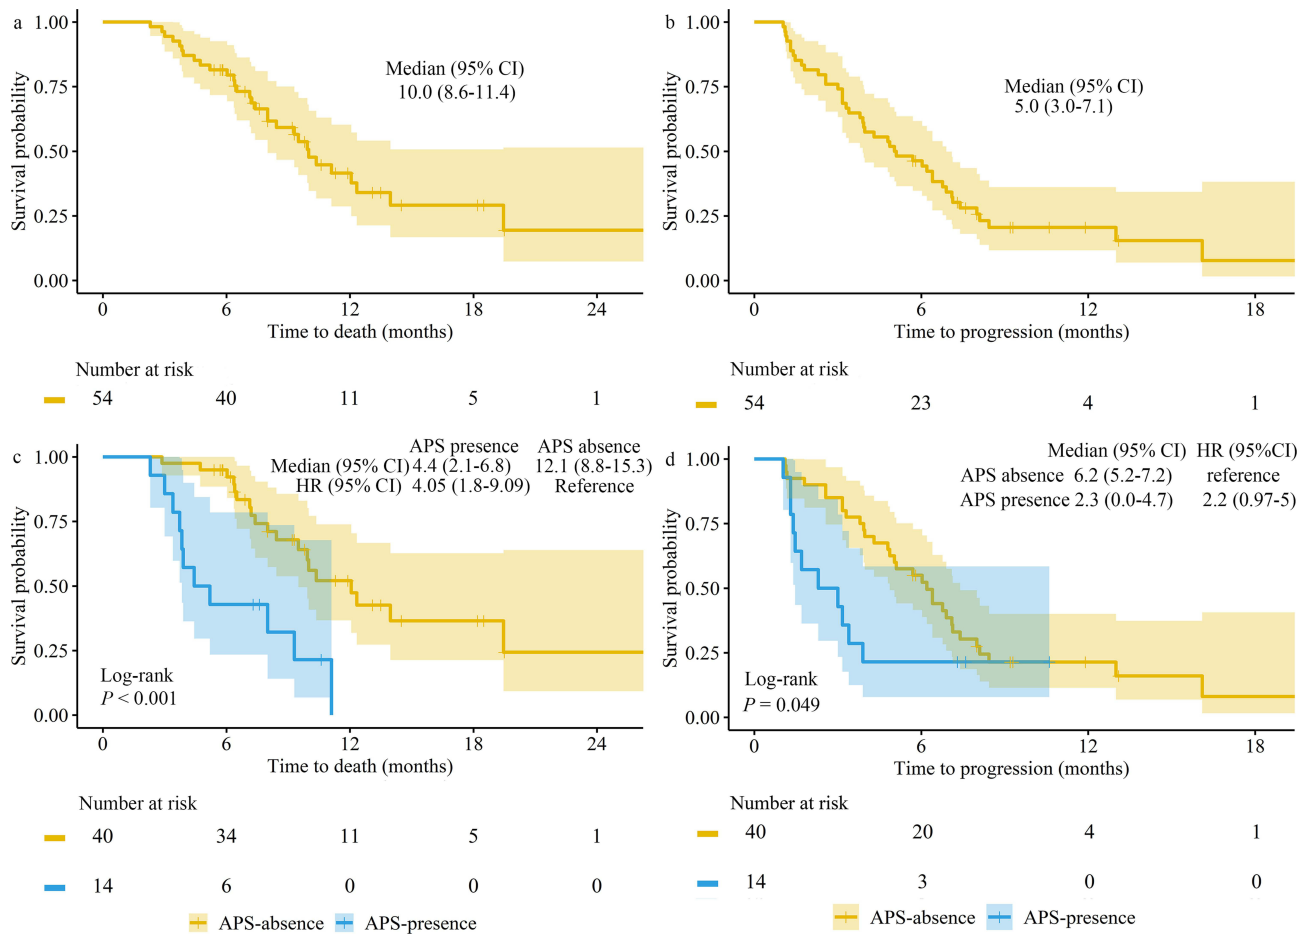 a
1.00
0.75
0.50
0.25
0.00
Survival probability
Median (95% CI)
10.0 (8.6-11.4)
0 6 12 18 24
Time to death (months)
Number at risk
54 40 11 5 1
b
1.00
0.75
0.50
0.25
0.00
Survival probability
Median (95% CI)
5.0 (3.0-7.1)
0 6 12 18
Time to progression (months)
Number at risk
54 23 4 1
c
1.00
0.75
0.50
0.25
0.00
Survival probability
APS presence APS absence
Median (95% CI) 4.4 (2.1-6.8) 12.1 (8.8-15.3)
HR (95% CI) 4.05 (1.8-9.09) Reference
Log-rank
P < 0.001
0 6 12 18 24
Time to death (months)
Number at risk
40 34 11 5 1
14 6 0 0 0
APS-absence APS-presence
d
1.00
0.75
0.50
0.25
0.00
Survival probability
Median (95% CI) HR (95%CI)
APS absence 6.2 (5.2-7.2) reference
APS presence 2.3 (0.0-4.7) 2.2 (0.97-5)
Log-rank
P = 0.049
0 6 12 18
Time to progression (months)
Number at risk
40 20 4 1
14 3 0 0
APS-absence APS-presence